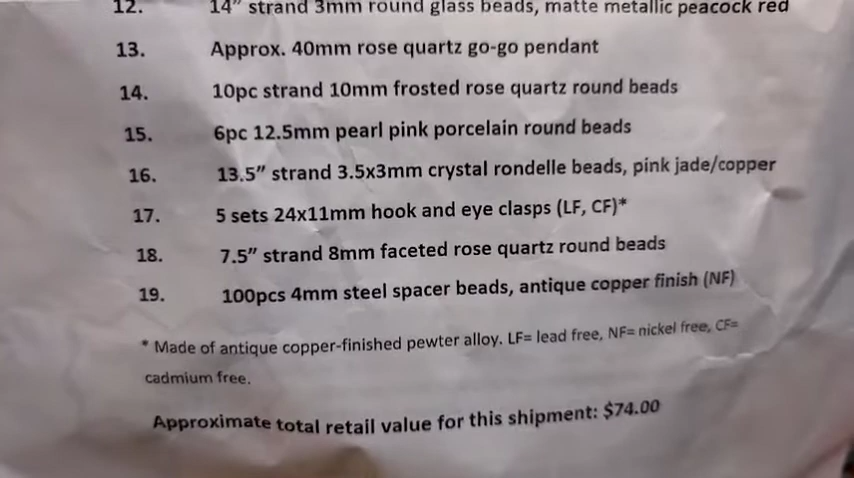 12. 14” strand 3mm round glass beads, matte metallic peacock red
13. Approx. 40mm rose quartz go-go pendant
14. 10pc strand 10mm frosted rose quartz round beads
15. 6pc 12.5mm pearl pink porcelain round beads
16. 13.5” strand 3.5x3mm crystal rondelle beads, pink jade/copper
17. 5 sets 24x11mm hook and eye clasps (LF, CF)*
18. 7.5” strand 8mm faceted rose quartz round beads
19. 100pcs 4mm steel spacer beads, antique copper finish (NF)
* Made of antique copper-finished pewter alloy. LF= lead free, NF= nickel free, CF=
cadmium free.
Approximate total retail value for this shipment: $74.00